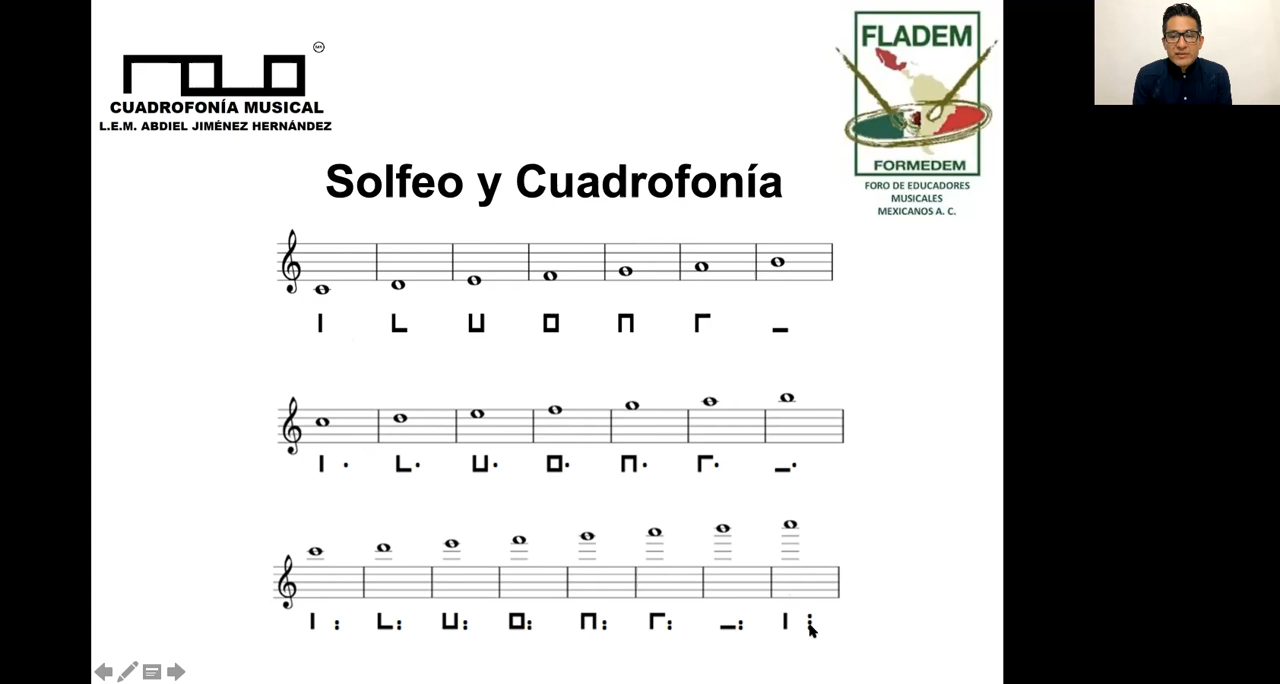 CUADROFONÍA MUSICAL
L.E.M. ABDIEL JIMÉNEZ HERNÁNDEZ
FLADEM
FORMEDEM
FORO DE EDUCADORES
MUSICALES
MEXICANOS A. C.
Solfeo y Cuadrofonía